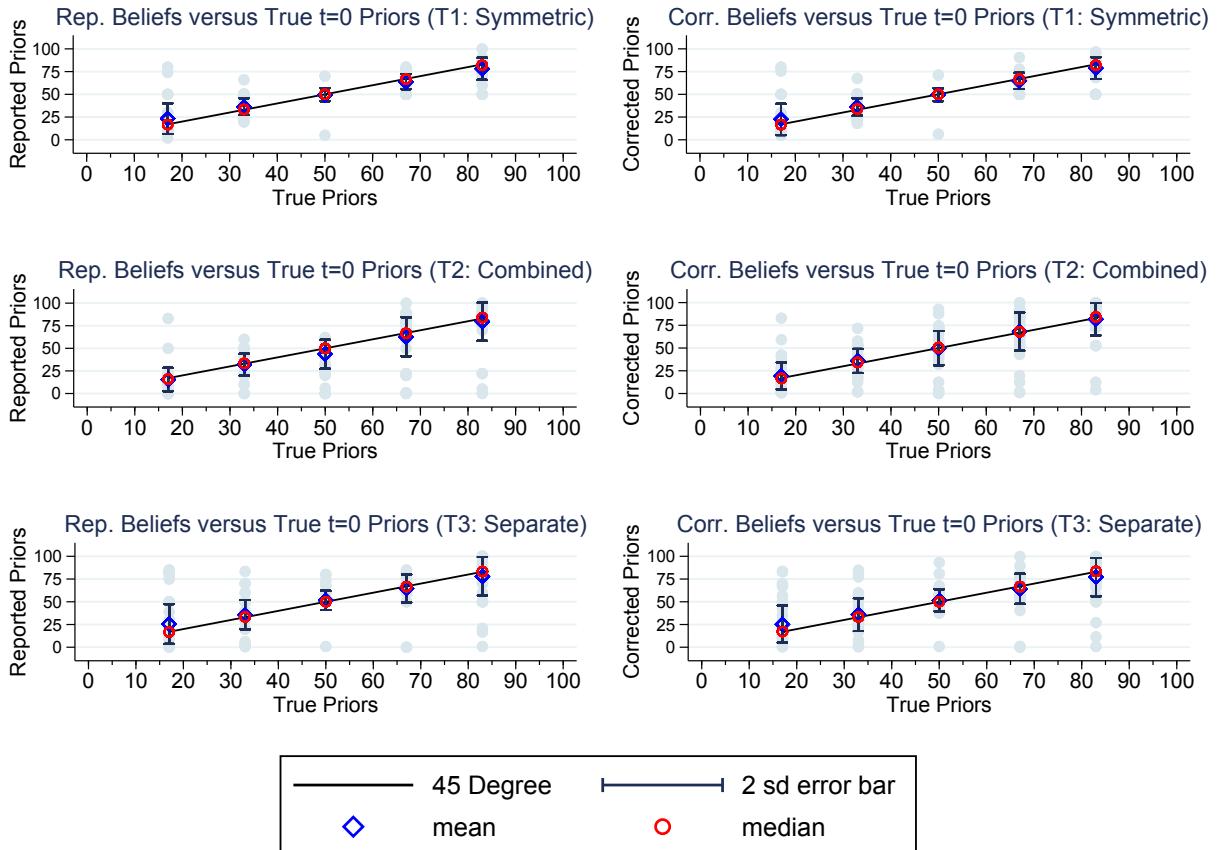 Rep. Beliefs versus True t=0 Priors (T1: Symmetric)
Reported Priors
100
75
50
25
0
0 10 20 30 40 50 60 70 80 90 100
True Priors
Corr. Beliefs versus True t=0 Priors (T1: Symmetric)
Corrected Priors
100
75
50
25
0
0 10 20 30 40 50 60 70 80 90 100
True Priors
Rep. Beliefs versus True t=0 Priors (T2: Combined)
Reported Priors
100
75
50
25
0
0 10 20 30 40 50 60 70 80 90 100
True Priors
Corr. Beliefs versus True t=0 Priors (T2: Combined)
Corrected Priors
100
75
50
25
0
0 10 20 30 40 50 60 70 80 90 100
True Priors
Rep. Beliefs versus True t=0 Priors (T3: Separate)
Reported Priors
100
75
50
25
0
0 10 20 30 40 50 60 70 80 90 100
True Priors
Corr. Beliefs versus True t=0 Priors (T3: Separate)
Corrected Priors
100
75
50
25
0
0 10 20 30 40 50 60 70 80 90 100
True Priors
45 Degree 2 sd error bar
mean median